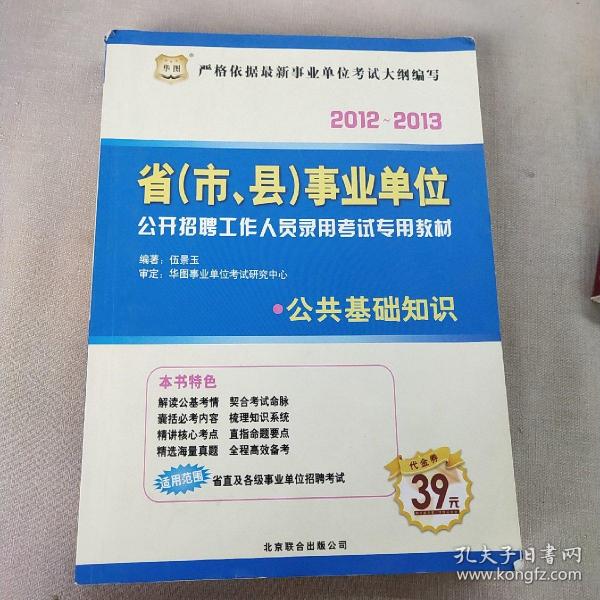 华图
严格依据最新事业单位考试大纲编写
2012~2013
省(市、县)事业单位
公开招聘工作人员录用考试专用教材
编著：伍景玉
审定：华图事业单位考试研究中心
·公共基础知识
本书特色
解读公基考情 契合考试命脉
囊括必考内容 梳理知识系统
精讲核心考点 直指命题要点
精选海量真题 全程高效备考
适用范围 省直及各级事业单位招聘考试
代金券
39元
北京联合出版公司
孔夫子旧书网
www.kongfz.com